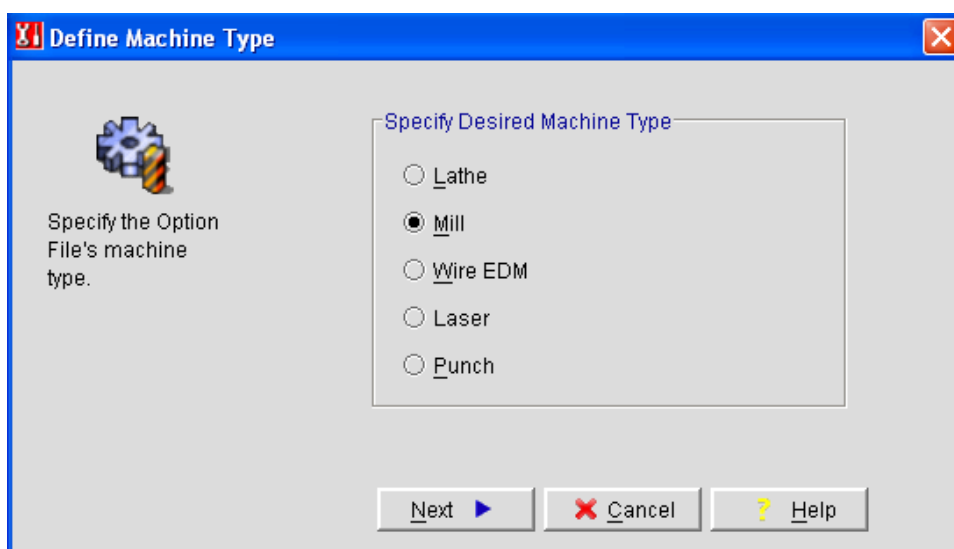 Define Machine Type
Specify the Option
File's machine
type.
Specify Desired Machine Type
Lathe
Mill
Wire EDM
Laser
Punch
Next
Cancel
? Help